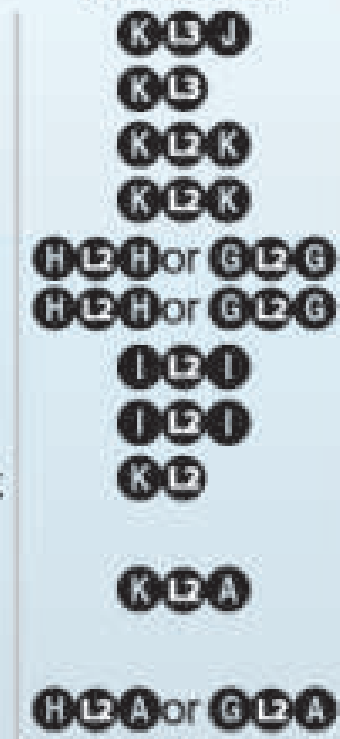 K L3 J
K L3
K L2 K
K L2 K
H L2 H or G L2 G
H L2 H or G L2 G
I L2 I
I L2 I
K L2
K L2 A
H L2 A or G L2 A